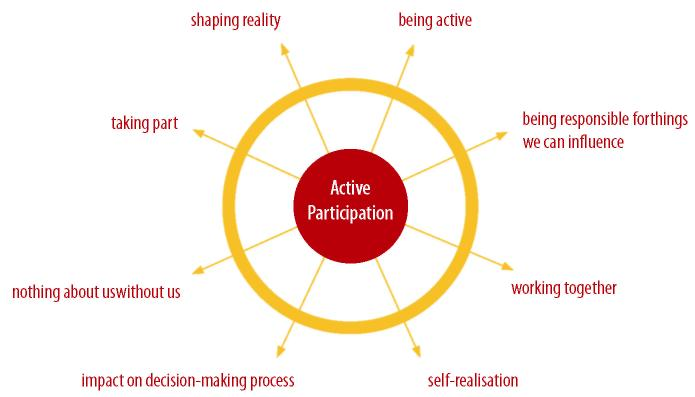 shaping reality
being active
taking part
being responsible forthings
we can influence
Active
Participation
nothing about uswithout us
working together
impact on decision-making process
self-realisation